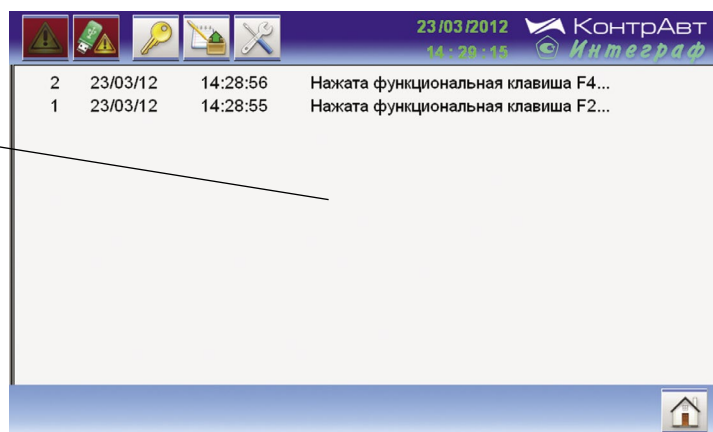 23/03/2012
14:29:15
КонтрАвт
Интеграф
2 23/03/12 14:28:56 Нажата функциональная клавиша F4...
1 23/03/12 14:28:55 Нажата функциональная клавиша F2...